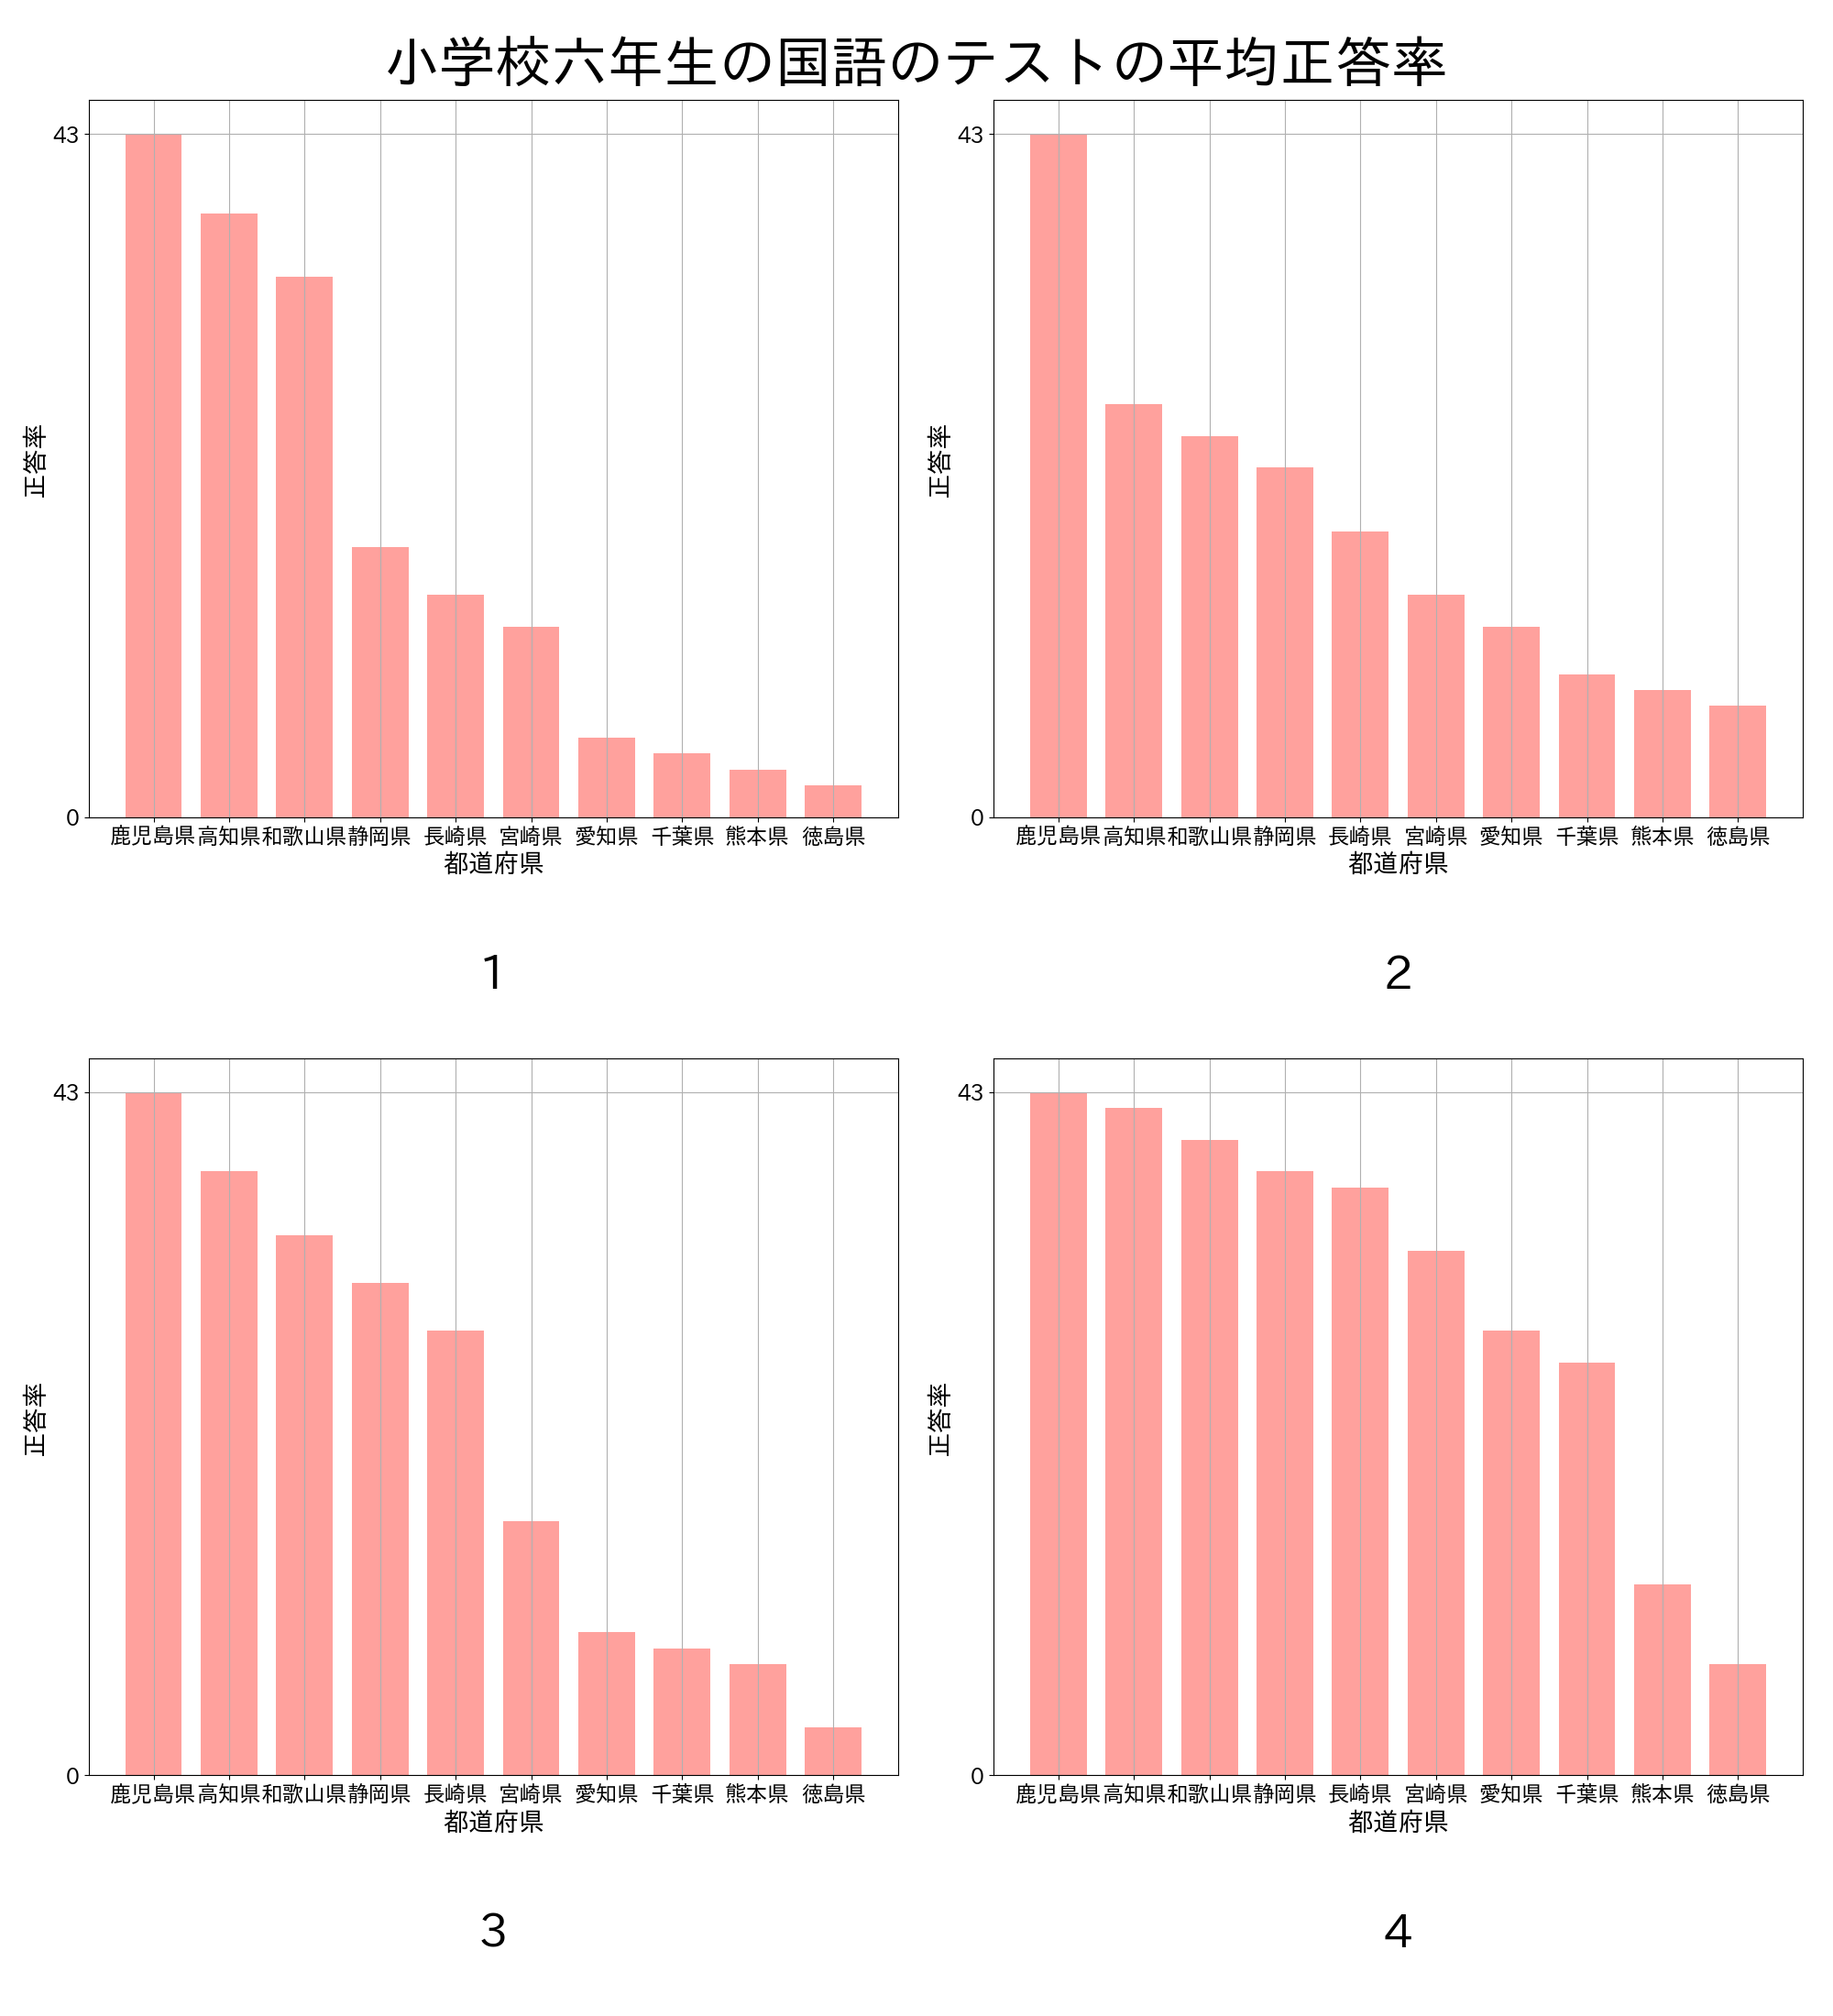 小学校六年生の国語のテストの平均正答率
43
正答率
0
鹿児島県 高知県 和歌山県 静岡県 長崎県 宮崎県 愛知県 千葉県 熊本県 徳島県
都道府県
1
43
正答率
0
鹿児島県 高知県 和歌山県 静岡県 長崎県 宮崎県 愛知県 千葉県 熊本県 徳島県
都道府県
2
43
正答率
0
鹿児島県 高知県 和歌山県 静岡県 長崎県 宮崎県 愛知県 千葉県 熊本県 徳島県
都道府県
3
43
正答率
0
鹿児島県 高知県 和歌山県 静岡県 長崎県 宮崎県 愛知県 千葉県 熊本県 徳島県
都道府県
4